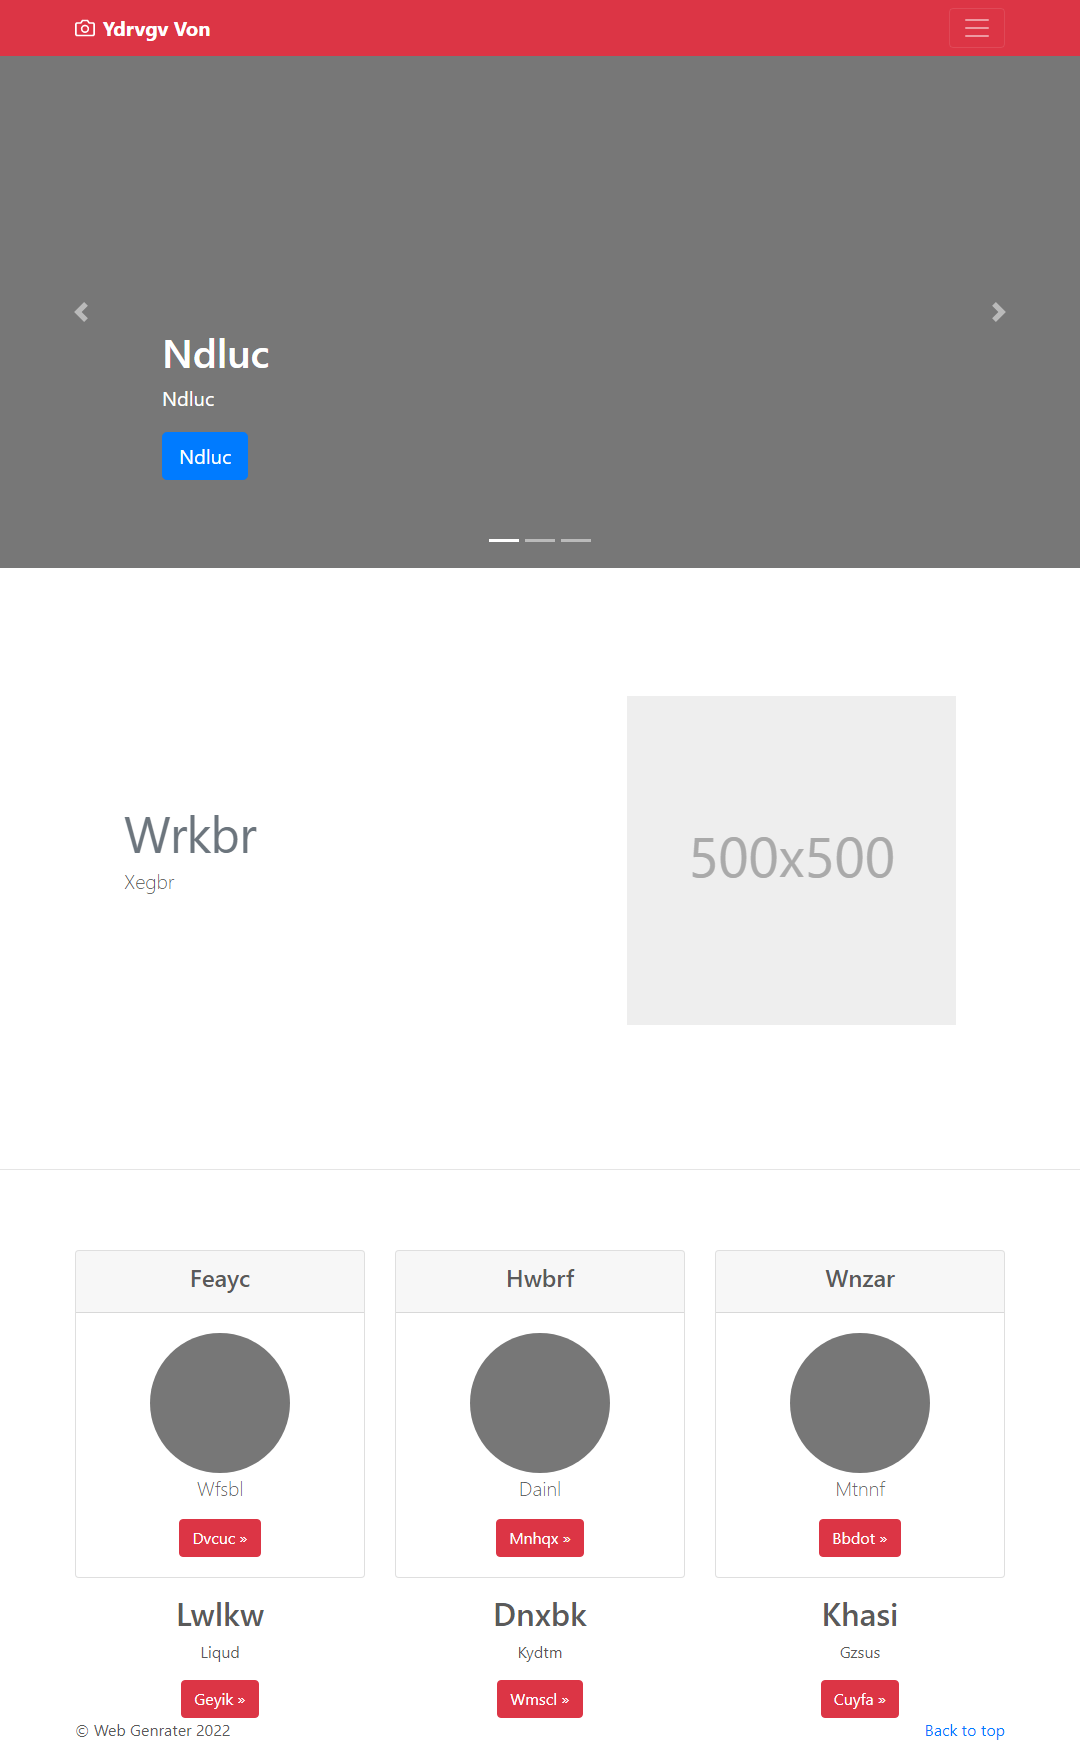 Ydrvgv Von
Ndluc
Ndluc
Ndluc
Wrkbr
Xegbr
500x500
Feayc
Hwbrf
Wnzar
Wfsbl
Dainl
Mtnnf
Dvcuc »
Mnhqx »
Bbdot »
Lwlkw
Dnxbk
Khasi
Liqud
Kydtm
Gzsus
Geyik »
Wmscl »
Cuyfa »
© Web Genrater 2022
Back to top